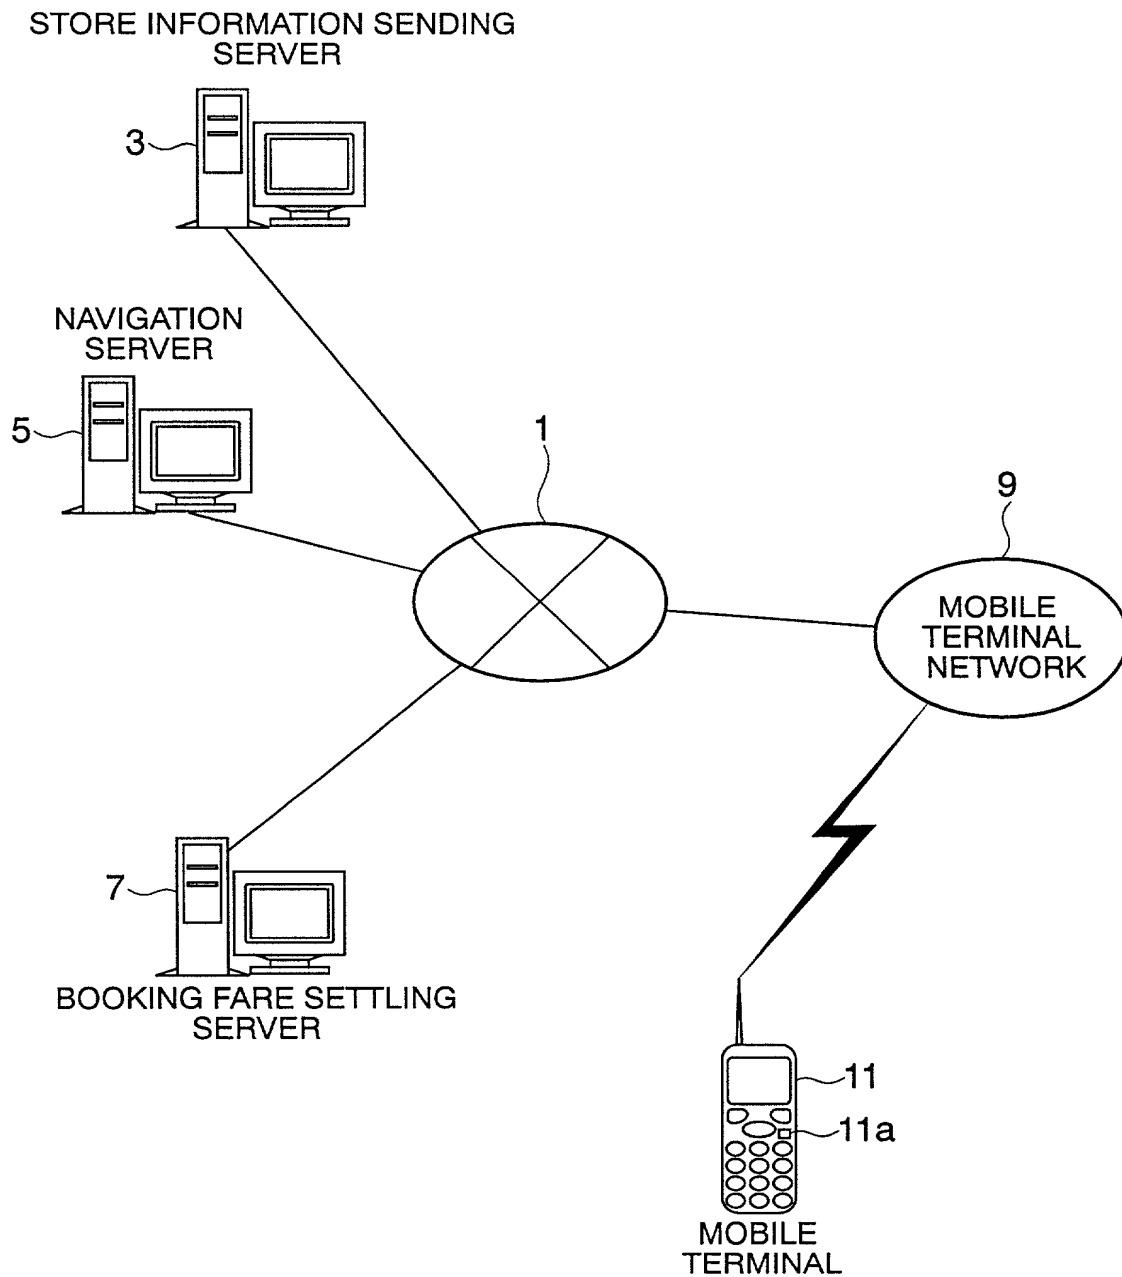 STORE INFORMATION SENDING
SERVER
3
NAVIGATION
SERVER
5
1
9
MOBILE
TERMINAL
NETWORK
7
BOOKING FARE SETTLING
SERVER
11
11a
MOBILE
TERMINAL